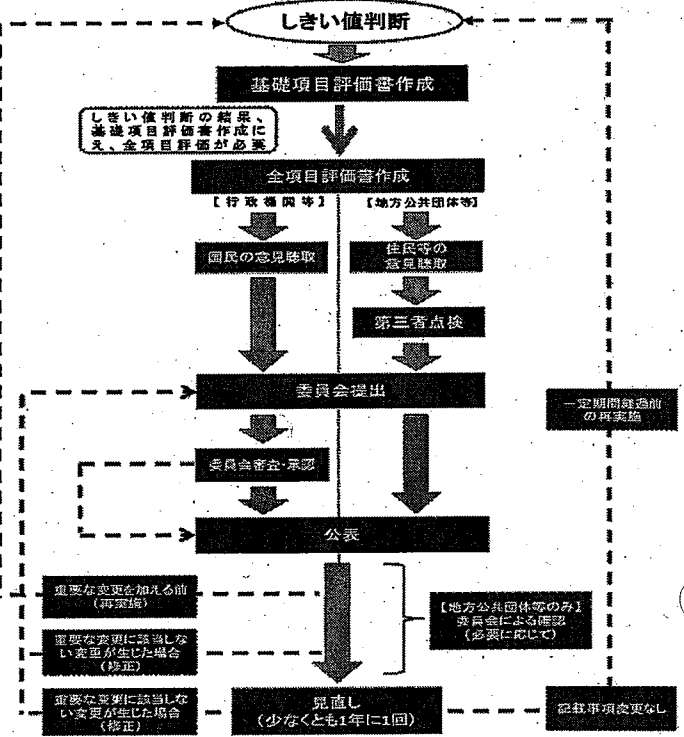 しきい値判断
基礎項目評価書作成
しきい値判断の結果、
基礎項目評価書作成に
え、全項目評価が必要
全項目評価書作成
【行政機関等】
【地方公共団体等】
国民の意見聴取
住民等の
意見聴取
第三者点検
委員会提出
一定期間経過前
の再実施
委員会審査・承認
公表
重要な変更を加える前
(再実施)
【地方公共団体等のみ】
委員会による確認
(必要に応じて)
重要な変更に該当しな
い変更が生じた場合
(修正)
重要な変更に該当しな
い変更が生じた場合
(修正)
見直し
(少なくとも1年に1回)
記載事項変更なし